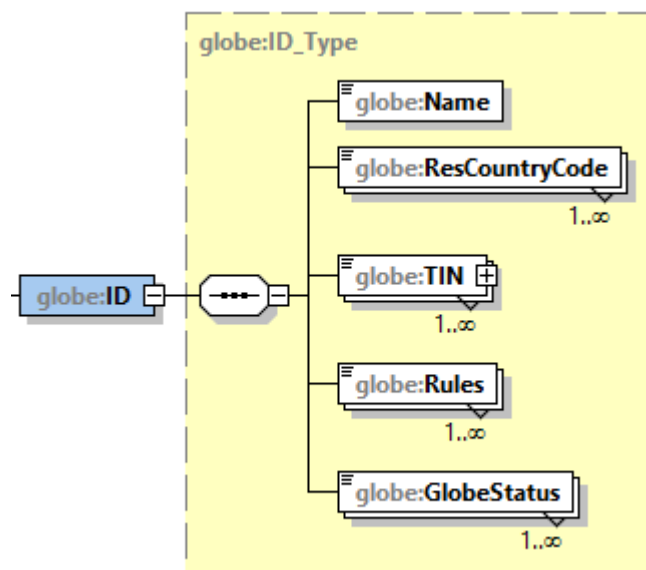 globe:ID_Type
globe:Name
globe:ResCountryCode
1..∞
globe:ID
globe:TIN
1..∞
globe:Rules
1..∞
globe:GlobeStatus
1..∞